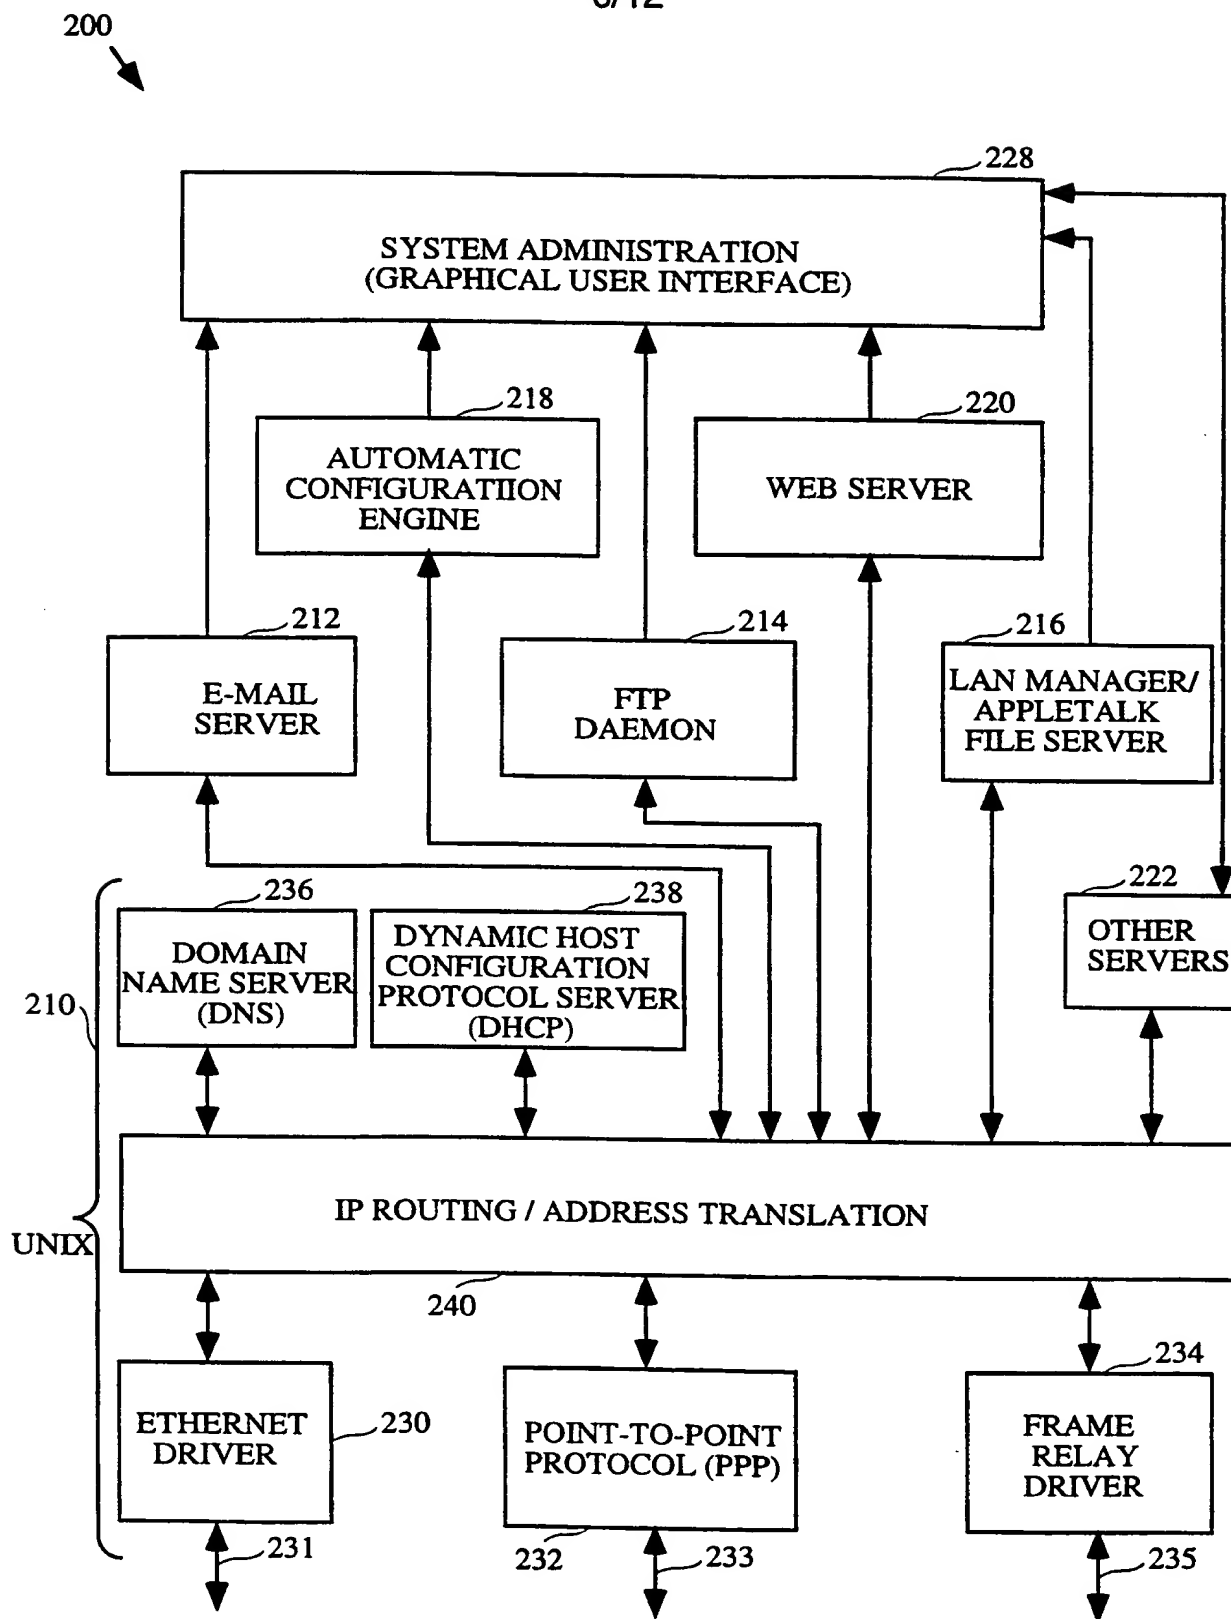 200
228
SYSTEM ADMINISTRATION
(GRAPHICAL USER INTERFACE)
218
220
AUTOMATIC
CONFIGURATIION
ENGINE
WEB SERVER
212
214
216
E-MAIL
SERVER
FTP
DAEMON
LAN MANAGER/
APPLETALK
FILE SERVER
236
238
222
DOMAIN
NAME SERVER
(DNS)
DYNAMIC HOST
CONFIGURATION
PROTOCOL SERVER
(DHCP)
OTHER
SERVERS
210
IP ROUTING / ADDRESS TRANSLATION
UNIX
240
234
ETHERNET
DRIVER
230
POINT-TO-POINT
PROTOCOL (PPP)
FRAME
RELAY
DRIVER
231
232
233
235